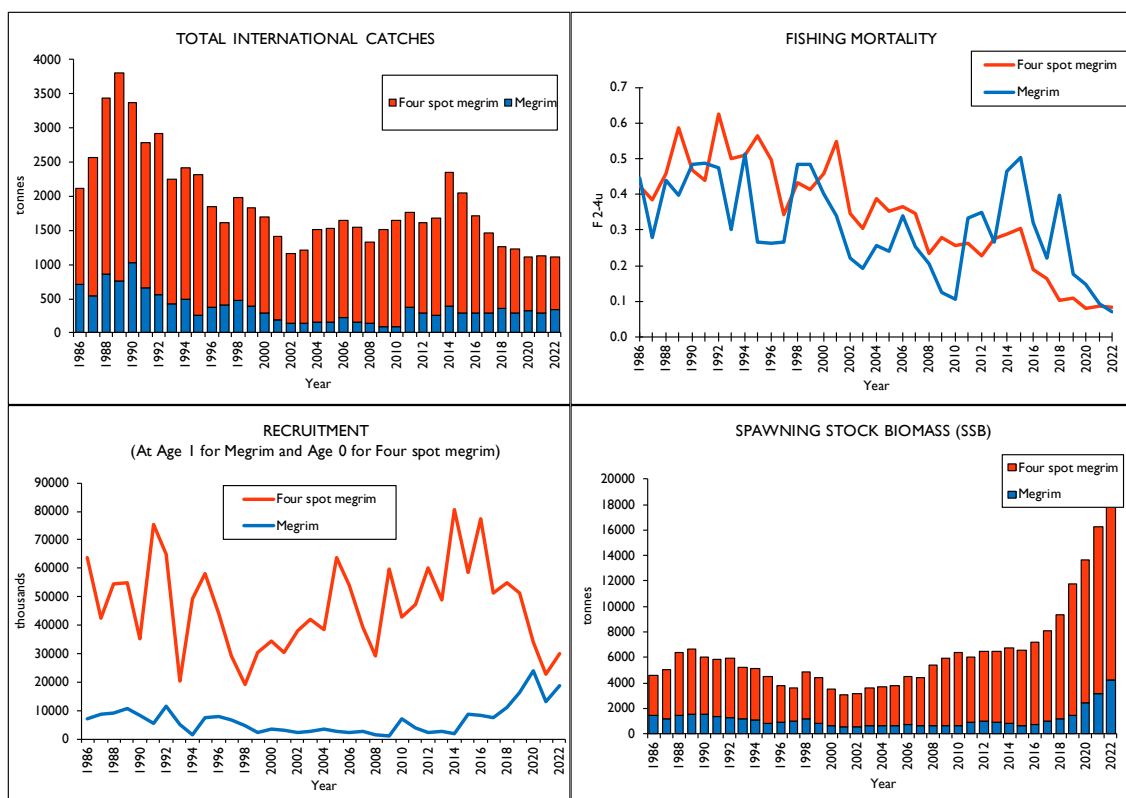 TOTAL INTERNATIONAL CATCHES
4000
3500
3000
2500
2000
1500
1000
500
0
tonnes
Four spot megrim Megrim
1986 1988 1990 1992 1994 1996 1998 2000 2002 2004 2006 2008 2010 2012 2014 2016 2018 2020 2022
Year
FISHING MORTALITY
Four spot megrim
Megrim
0.7
0.6
0.5
0.4
0.3
0.2
0.1
0.0
F 2-4u
1986 1988 1990 1992 1994 1996 1998 2000 2002 2004 2006 2008 2010 2012 2014 2016 2018 2020 2022
Year
RECRUITMENT
(At Age 1 for Megrim and Age 0 for Four spot megrim)
90000
80000
70000
60000
50000
40000
30000
20000
10000
0
thousands
Four spot megrim
Megrim
1986 1988 1990 1992 1994 1996 1998 2000 2002 2004 2006 2008 2010 2012 2014 2016 2018 2020 2022
Year
SPAWNING STOCK BIOMASS (SSB)
Four spot megrim
Megrim
20000
18000
16000
14000
12000
10000
8000
6000
4000
2000
0
tonnes
1986 1988 1990 1992 1994 1996 1998 2000 2002 2004 2006 2008 2010 2012 2014 2016 2018 2020 2022
Year